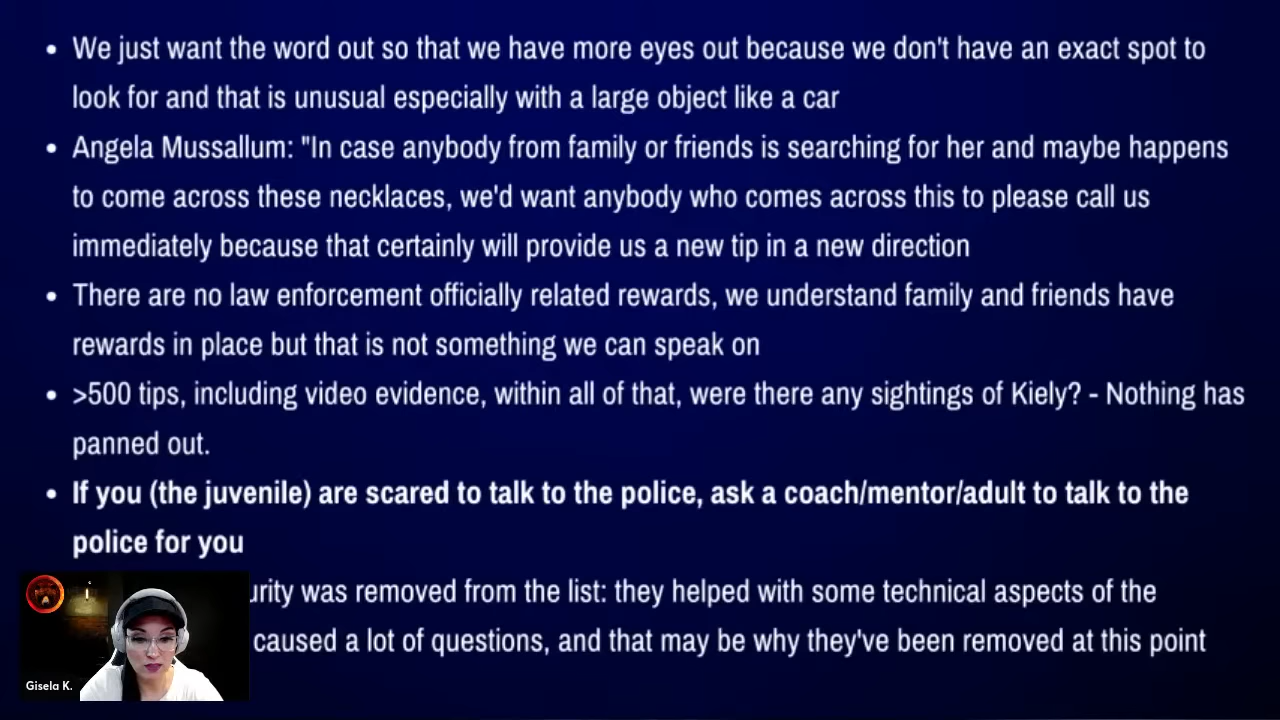 We just want the word out so that we have more eyes out because we don't have an exact spot to
look for and that is unusual especially with a large object like a car
Angela Mussallum: "In case anybody from family or friends is searching for her and maybe happens
to come across these necklaces, we'd want anybody who comes across this to please call us
immediately because that certainly will provide us a new tip in a new direction
There are no law enforcement officially related rewards, we understand family and friends have
rewards in place but that is not something we can speak on
>500 tips, including video evidence, within all of that, were there any sightings of Kiely? - Nothing has
panned out.
If you (the juvenile) are scared to talk to the police, ask a coach/mentor/adult to talk to the
police for you
was removed from the list: they helped with some technical aspects of the
caused a lot of questions, and that may be why they've been removed at this point
Gisela K.